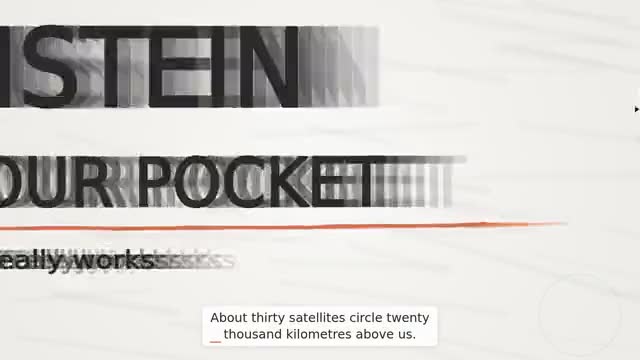 ISTEIN
OUR POCKET
eally works
About thirty satellites circle twenty
thousand kilometres above us.